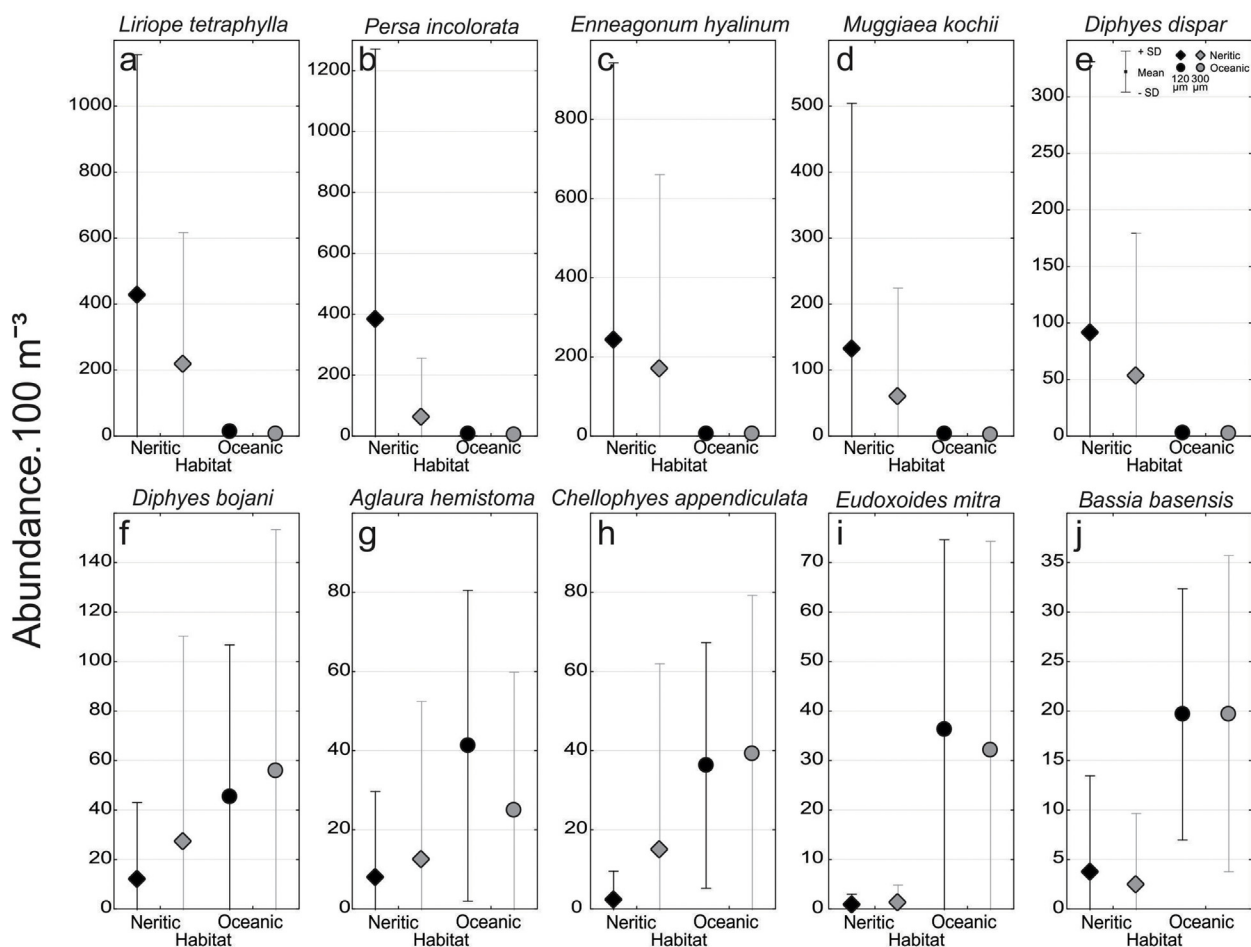 Abundance.100 m⁻³
Liriope tetraphylla
a
1000
800
600
400
200
0
Neritic Oceanic
Habitat
Persa incolorata
b
1200
1000
1200
800
600
400
200
0
Neritic Oceanic
Habitat
Enneagonum hyalinum
c
800
600
400
200
0
Neritic Oceanic
Habitat
Muggiaea kochii
d
500
400
300
200
100
0
Neritic Oceanic
Habitat
Diphyes dispar
e
+ SD
Mean
- SD
120 µm
300 µm
Neritic
Oceanic
300
250
200
150
100
50
0
Neritic Oceanic
Habitat
Diphyes bojani
f
140
120
100
80
60
40
20
0
Neritic Oceanic
Habitat
Aglaura hemistoma
g
80
60
40
20
0
Neritic Oceanic
Habitat
Chellophyes appendiculata
h
80
60
40
20
0
Neritic Oceanic
Habitat
Eudoxoides mitra
i
70
60
50
40
30
20
10
0
Neritic Oceanic
Habitat
Bassia basensis
j
35
30
25
20
15
10
5
0
Neritic Oceanic
Habitat